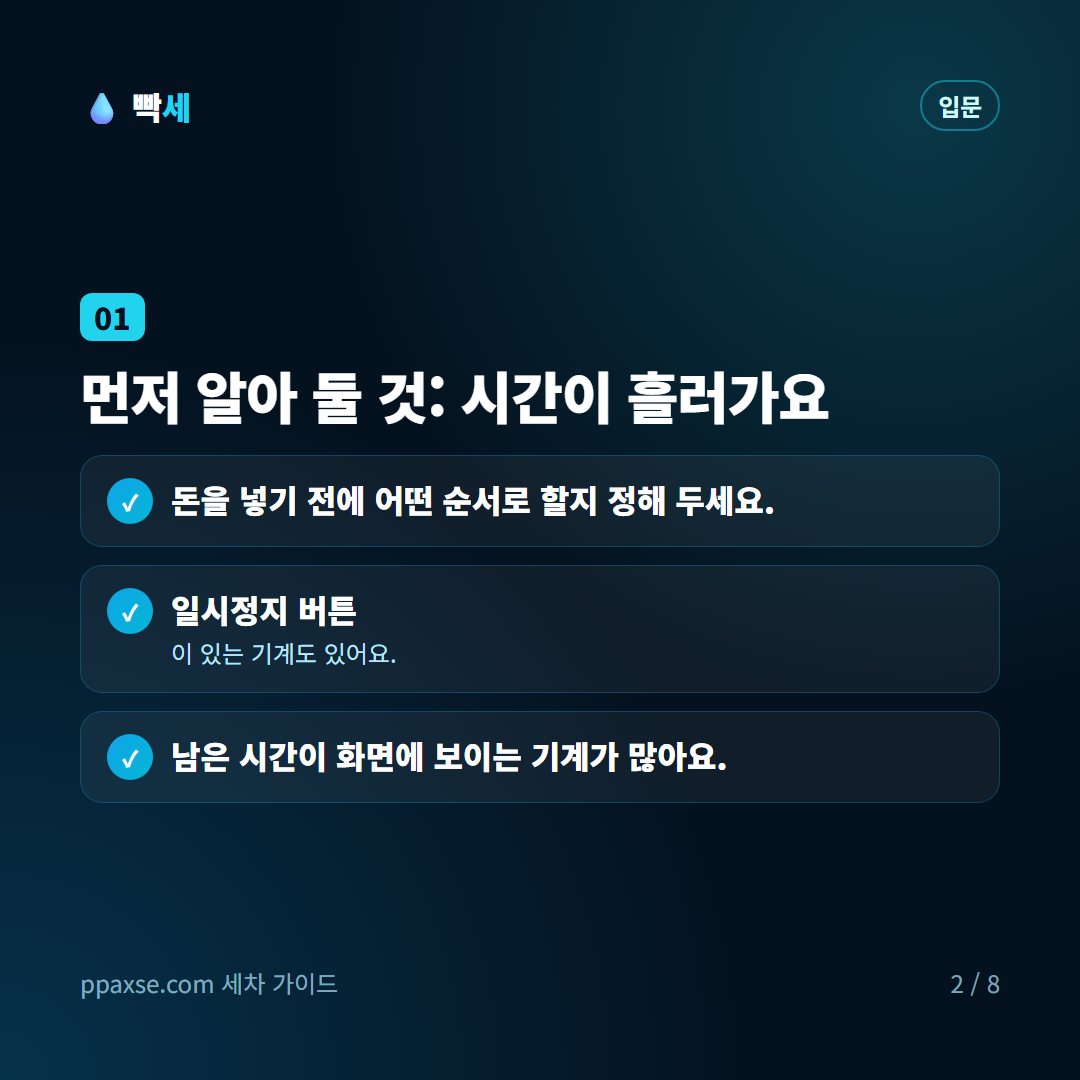 빡세
입문
01
먼저 알아 둘 것: 시간이 흘러가요
돈을 넣기 전에 어떤 순서로 할지 정해 두세요.
일시정지 버튼
이 있는 기계도 있어요.
남은 시간이 화면에 보이는 기계가 많아요.
ppaxse.com 세차 가이드
2 / 8